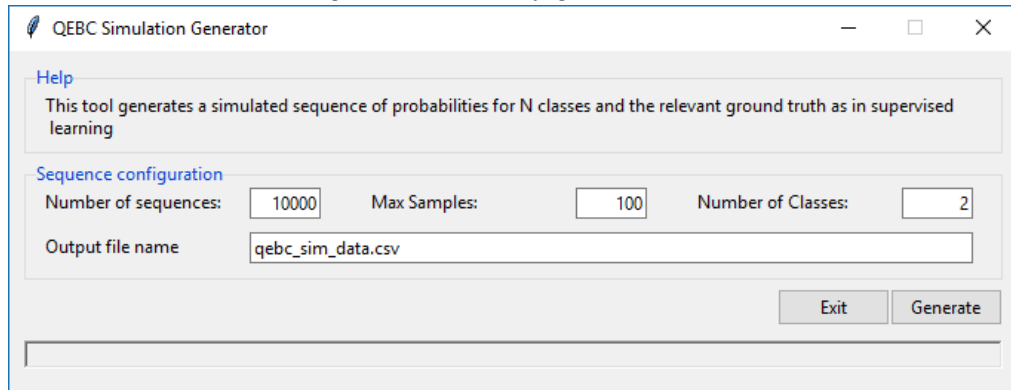 QEBC Simulation Generator
Help
This tool generates a simulated sequence of probabilities for N classes and the relevant ground truth as in supervised
learning
Sequence configuration
Number of sequences: 10000 Max Samples: 100 Number of Classes: 2
Output file name qebc_sim_data.csv
Exit Generate